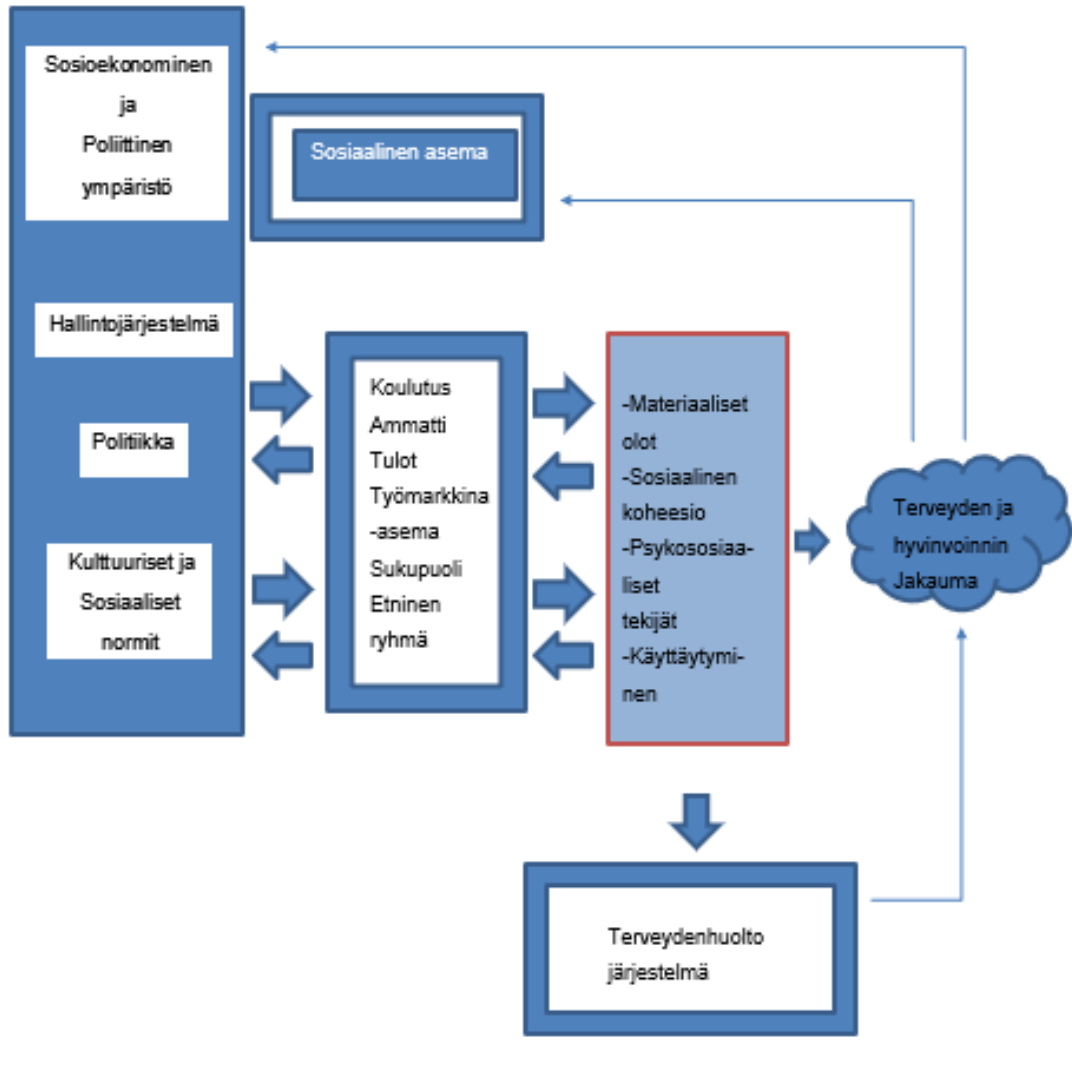 Sosioekonominen
ja
Poliittinen
ympäristö
Sosiaalinen asema
Hallintojärjestelmä
Politiikka
Kulttuuriset ja
Sosiaaliset
normit
Koulutus
Ammatti
Tulot
Työmarkkina
-asema
Sukupuoli
Etninen
ryhmä
-Materiaaliset
olot
-Sosiaalinen
koheesio
-Psykososiaa-
liset
tekijät
-Käyttäytymi-
nen
Terveyden ja
hyvinvoinnin
Jakauma
Terveydenhuolto
järjestelmä